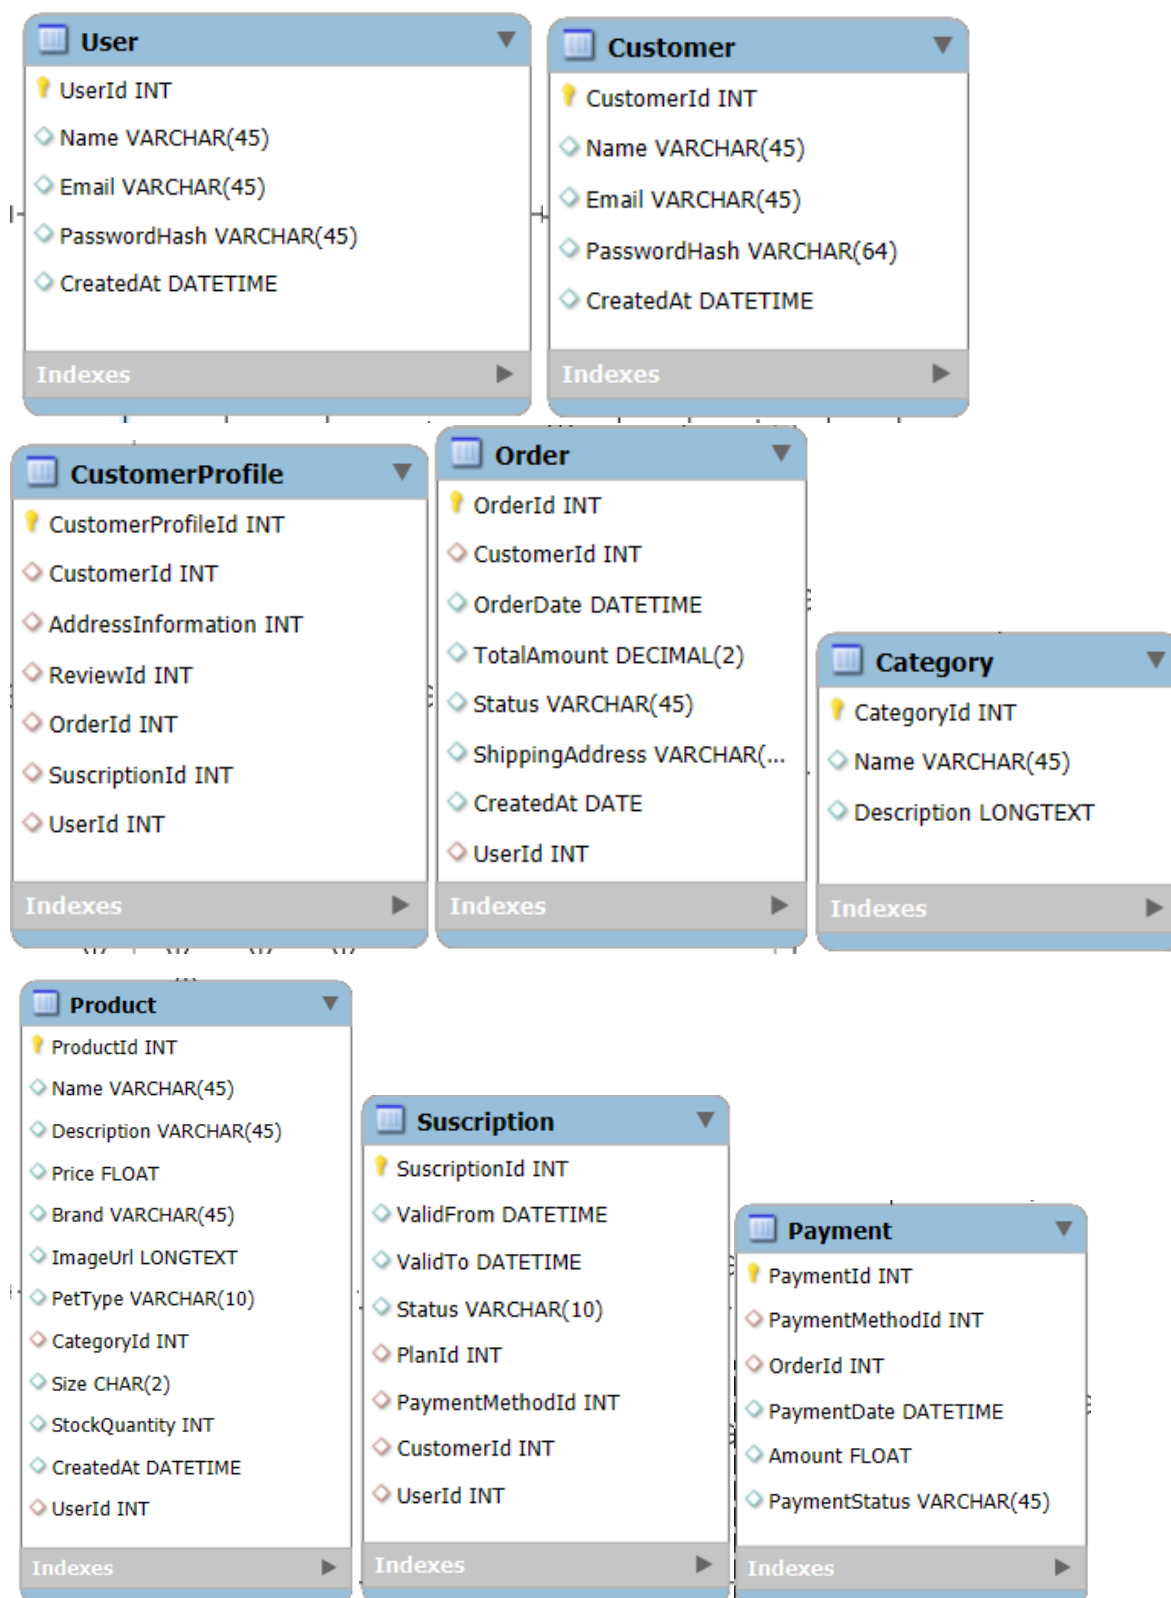 User
UserId INT
Name VARCHAR(45)
Email VARCHAR(45)
PasswordHash VARCHAR(45)
CreatedAt DATETIME
Indexes
Customer
CustomerId INT
Name VARCHAR(45)
Email VARCHAR(45)
PasswordHash VARCHAR(64)
CreatedAt DATETIME
Indexes
CustomerProfile
CustomerProfileId INT
CustomerId INT
AddressInformation INT
ReviewId INT
OrderId INT
SuscriptionId INT
UserId INT
Indexes
Order
OrderId INT
CustomerId INT
OrderDate DATETIME
TotalAmount DECIMAL(2)
Status VARCHAR(45)
ShippingAddress VARCHAR(...
CreatedAt DATE
UserId INT
Indexes
Category
CategoryId INT
Name VARCHAR(45)
Description LONGTEXT
Indexes
Product
ProductId INT
Name VARCHAR(45)
Description VARCHAR(45)
Price FLOAT
Brand VARCHAR(45)
ImageUrl LONGTEXT
PetType VARCHAR(10)
CategoryId INT
Size CHAR(2)
StockQuantity INT
CreatedAt DATETIME
UserId INT
Indexes
Suscription
SuscriptionId INT
ValidFrom DATETIME
ValidTo DATETIME
Status VARCHAR(10)
PlanId INT
PaymentMethodId INT
CustomerId INT
UserId INT
Indexes
Payment
PaymentId INT
PaymentMethodId INT
OrderId INT
PaymentDate DATETIME
Amount FLOAT
PaymentStatus VARCHAR(45)
Indexes